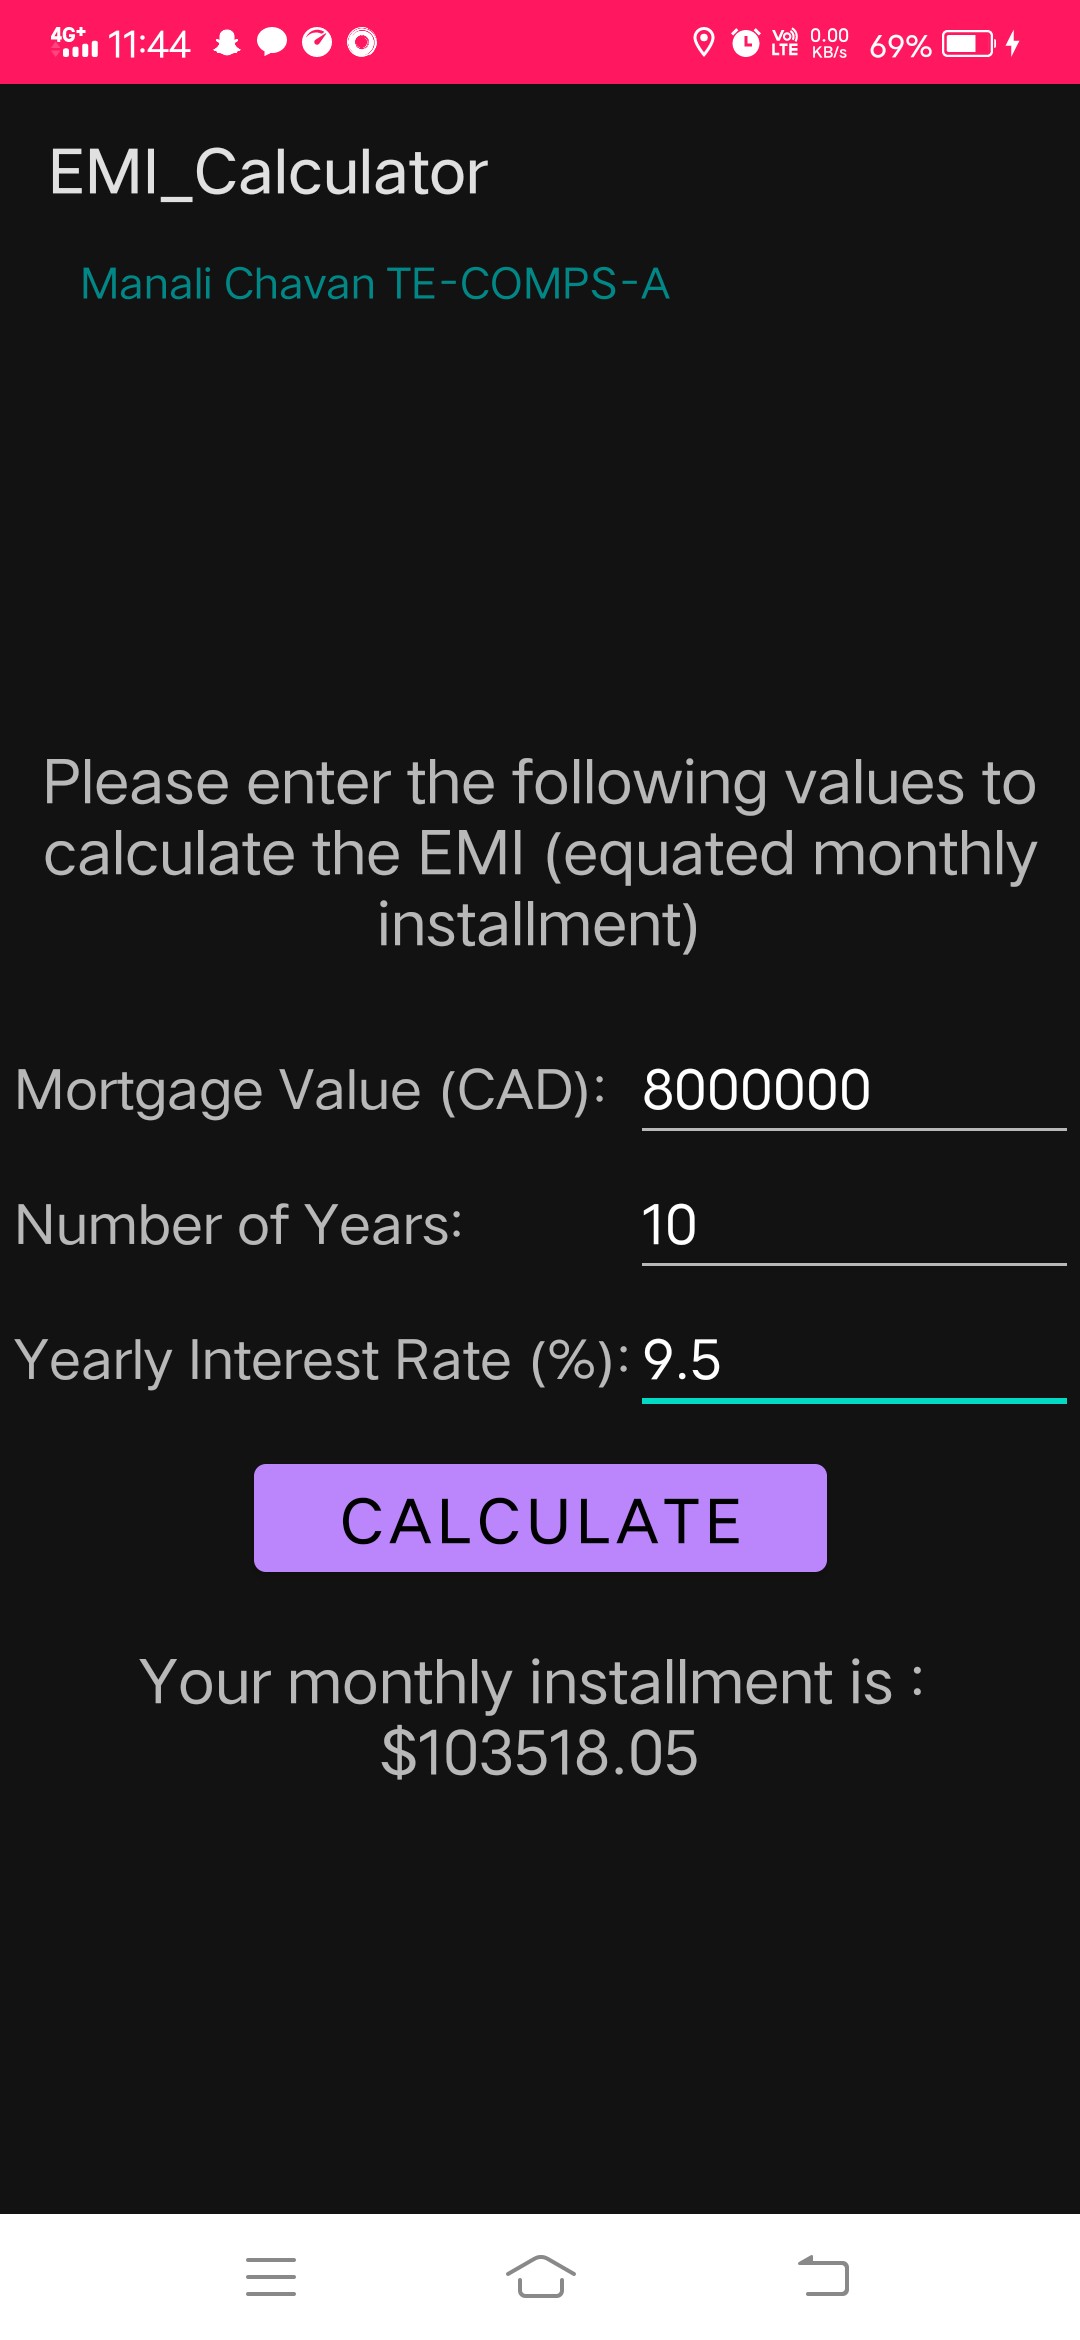 4G+ 11:44 Vo)) LTE 0.00 KB/s 69%
EMI_Calculator
Manali Chavan TE-COMPS-A
Please enter the following values to
calculate the EMI (equated monthly
installment)
Mortgage Value (CAD): 8000000
Number of Years: 10
Yearly Interest Rate (%): 9.5
CALCULATE
Your monthly installment is :
$103518.05